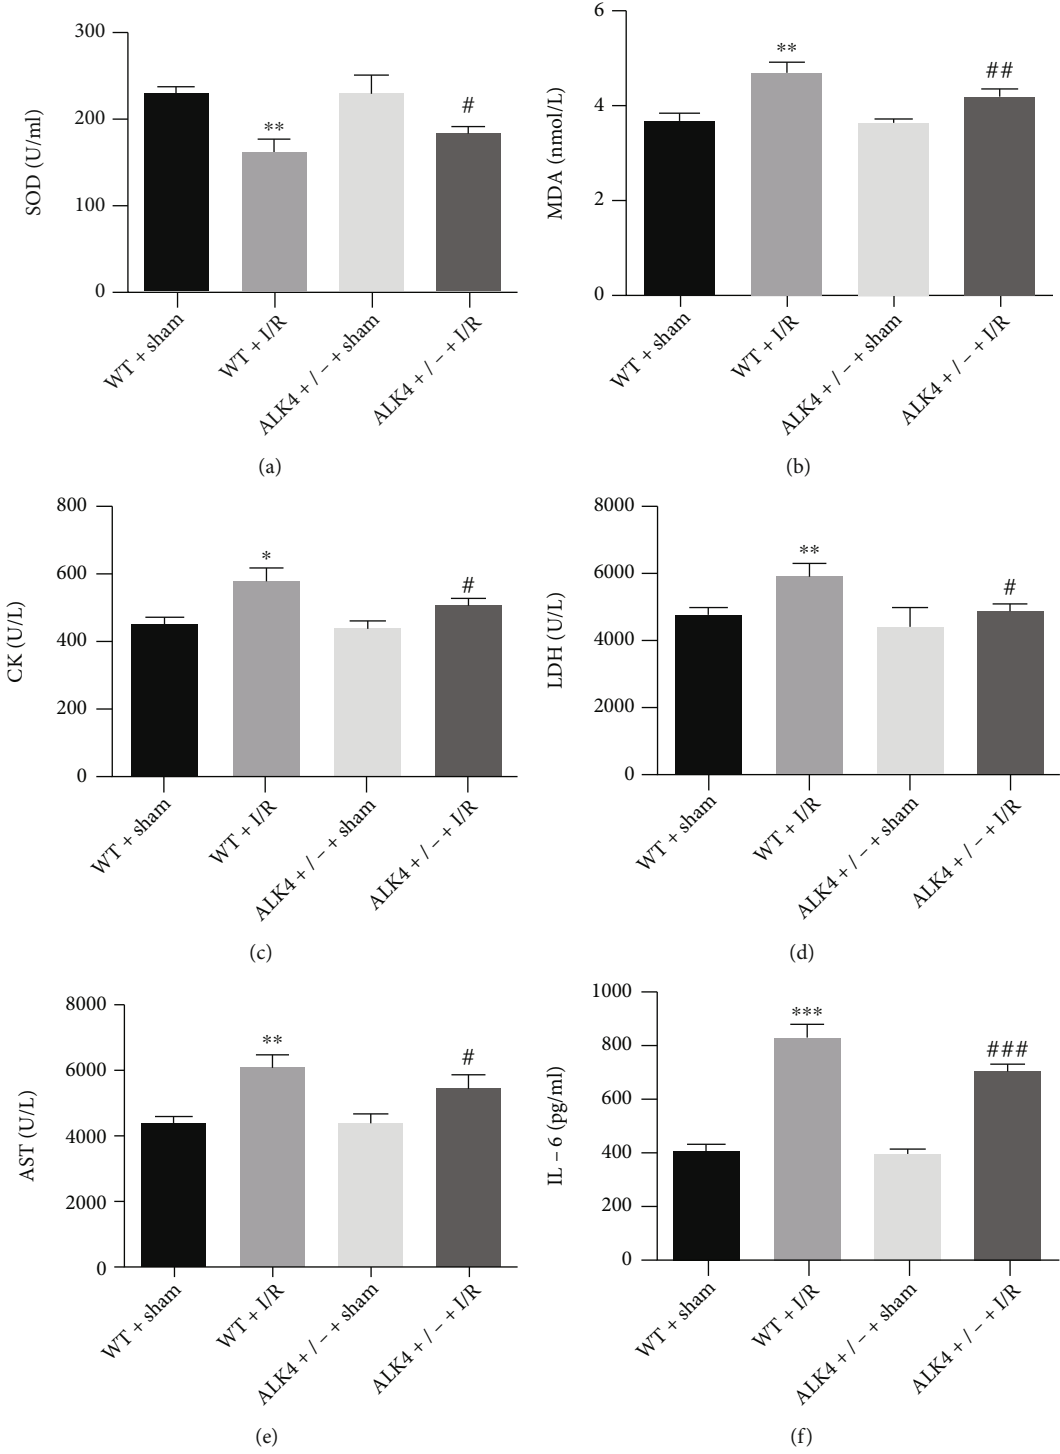 300
200
100
0
SOD (U/ml)
**
#
WT + sham
WT + I/R
ALK4 + / − + sham
ALK4 + / − + I/R
(a)
6
4
2
0
MDA (nmol/L)
**
##
WT + sham
WT + I/R
ALK4 + / − + sham
ALK4 + / − + I/R
(b)
800
600
400
200
0
CK (U/L)
*
#
WT + sham
WT + I/R
ALK4 + / − + sham
ALK4 + / − + I/R
(c)
8000
6000
4000
2000
0
LDH (U/L)
**
#
WT + sham
WT + I/R
ALK4 + / − + sham
ALK4 + / − + I/R
(d)
8000
6000
4000
2000
0
AST (U/L)
**
#
WT + sham
WT + I/R
ALK4 + / − + sham
ALK4 + / − + I/R
(e)
1000
800
600
400
200
0
IL − 6 (pg/ml)
***
###
WT + sham
WT + I/R
ALK4 + / − + sham
ALK4 + / − + I/R
(f)